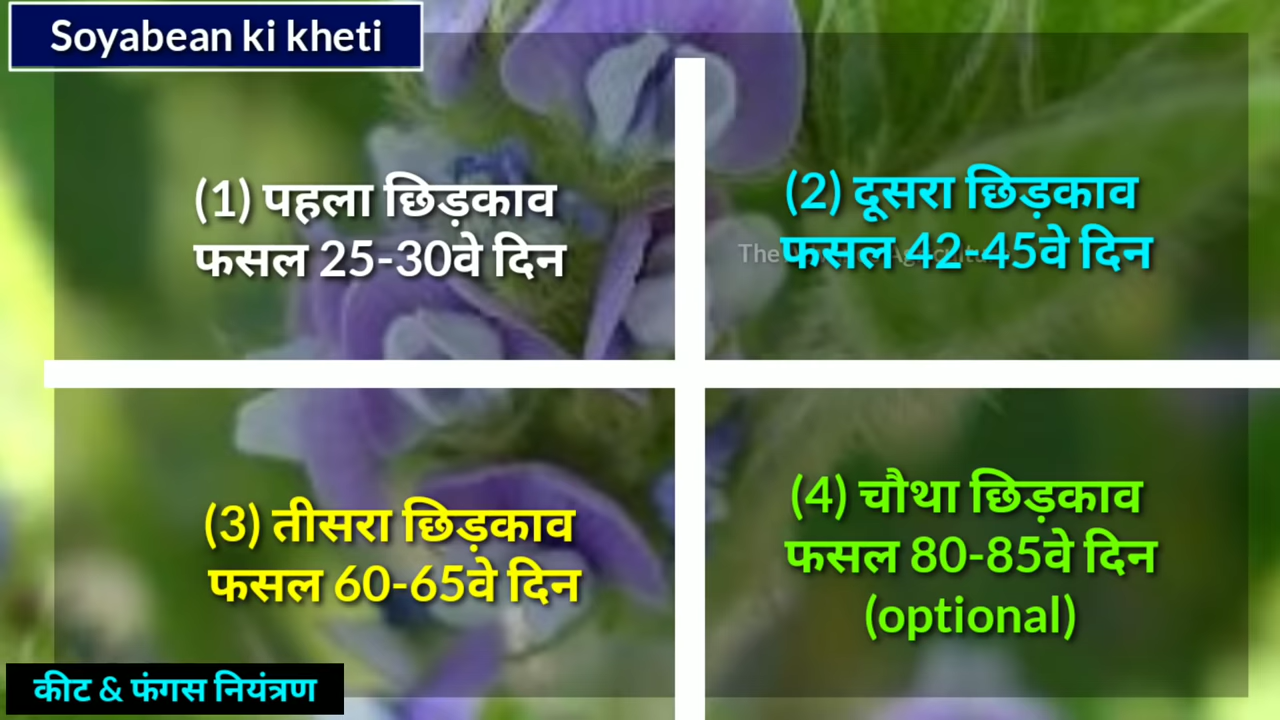 Soyabean ki kheti
(1) पहला छिड़काव
फसल 25-30वे दिन
(2) दूसरा छिड़काव
फसल 42-45वे दिन
The
(3) तीसरा छिड़काव
फसल 60-65वे दिन
(4) चौथा छिड़काव
फसल 80-85वे दिन
(optional)
कीट & फंगस नियंत्रण